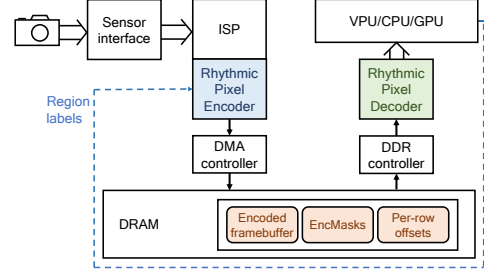 Sensor
interface
ISP
VPU/CPU/GPU
Rhythmic
Pixel
Encoder
Rhythmic
Pixel
Decoder
Region
labels
DMA
controller
DDR
controller
DRAM
Encoded
framebuffer
EncMasks
Per-row
offsets